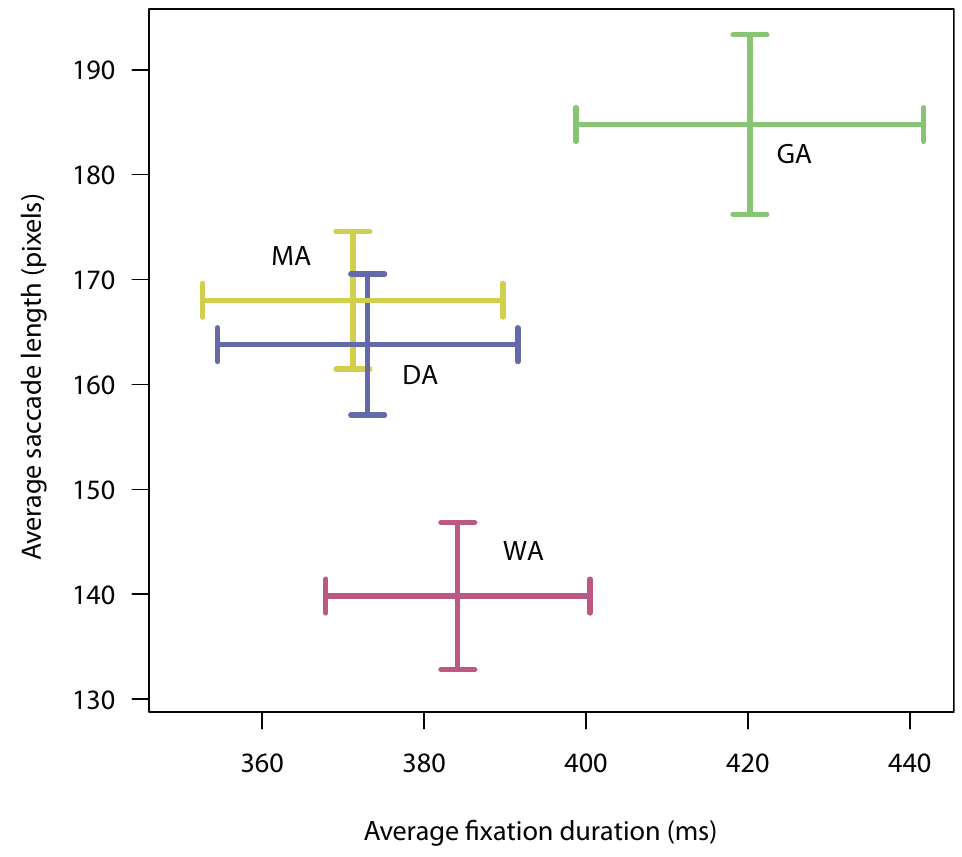 190
180
170
160
150
140
130
Average saccade length (pixels)
GA
MA
DA
WA
360 380 400 420 440
Average fixation duration (ms)